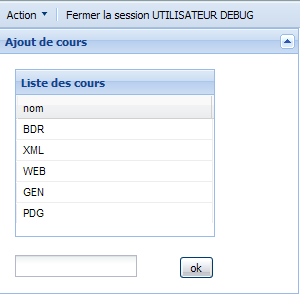 Action Fermer la session UTILISATEUR DEBUG
Ajout de cours
Liste des cours
nom
BDR
XML
WEB
GEN
PDG
ok